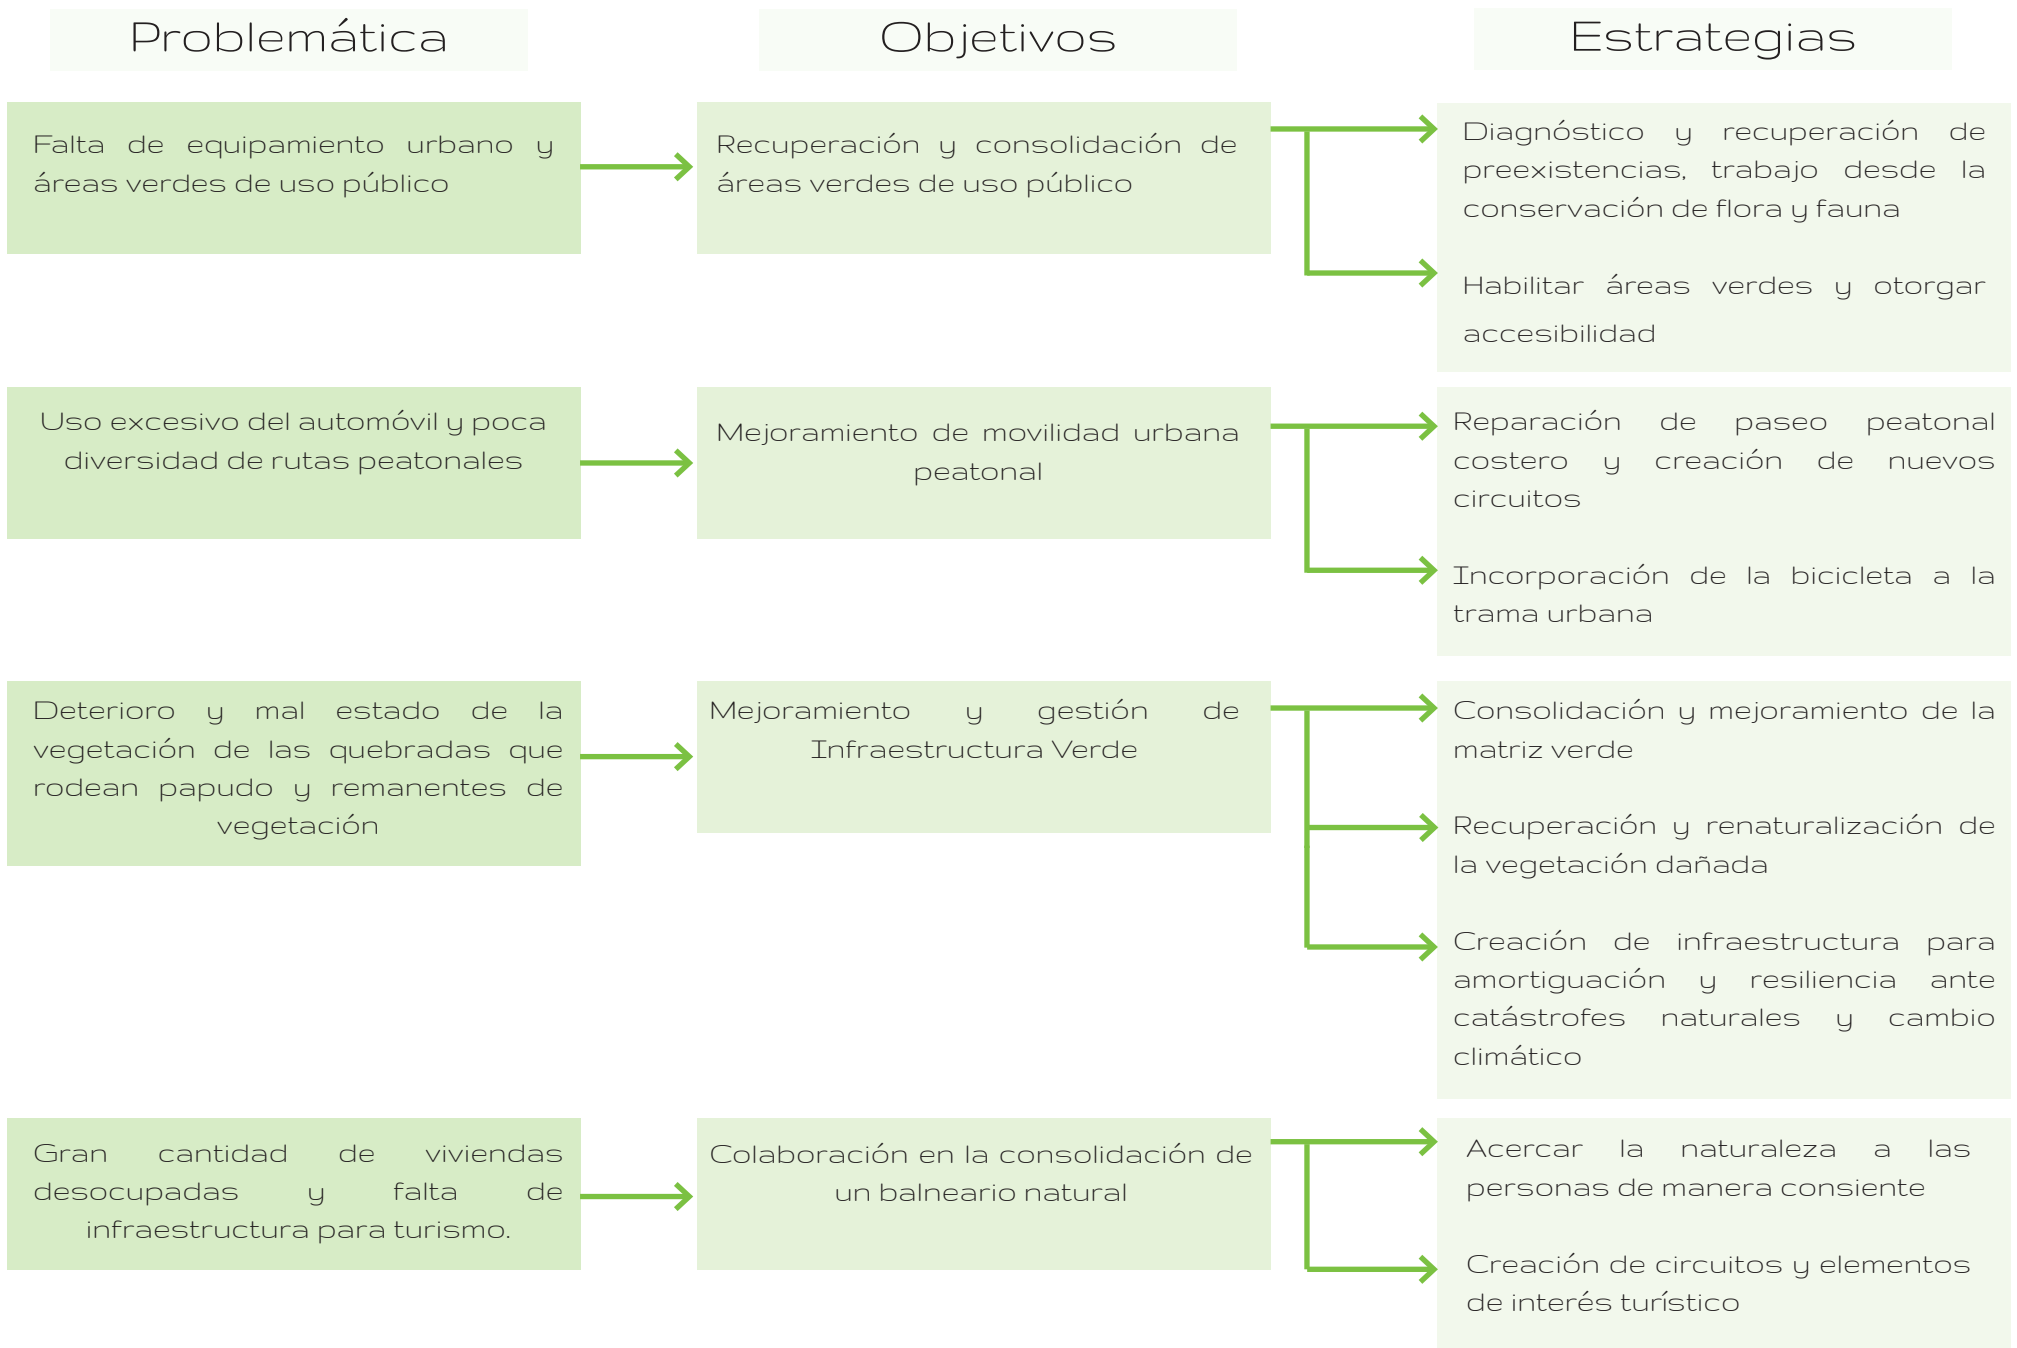 Problemática
Objetivos
Estrategias
Falta de equipamiento urbano y
áreas verdes de uso público
Recuperación y consolidación de
áreas verdes de uso público
Diagnóstico y recuperación de
preexistencias, trabajo desde la
conservación de flora y fauna
Habilitar áreas verdes y otorgar
accesibilidad
Uso excesivo del automóvil y poca
diversidad de rutas peatonales
Mejoramiento de movilidad urbana
peatonal
Reparación de paseo peatonal
costero y creación de nuevos
circuitos
Incorporación de la bicicleta a la
trama urbana
Deterioro y mal estado de la
vegetación de las quebradas que
rodean papudo y remanentes de
vegetación
Mejoramiento y gestión de
Infraestructura Verde
Consolidación y mejoramiento de la
matriz verde
Recuperación y renaturalización de
la vegetación dañada
Creación de infraestructura para
amortiguación y resiliencia ante
catástrofes naturales y cambio
climático
Gran cantidad de viviendas
desocupadas y falta de
infraestructura para turismo.
Colaboración en la consolidación de
un balneario natural
Acercar la naturaleza a las
personas de manera consiente
Creación de circuitos y elementos
de interés turístico